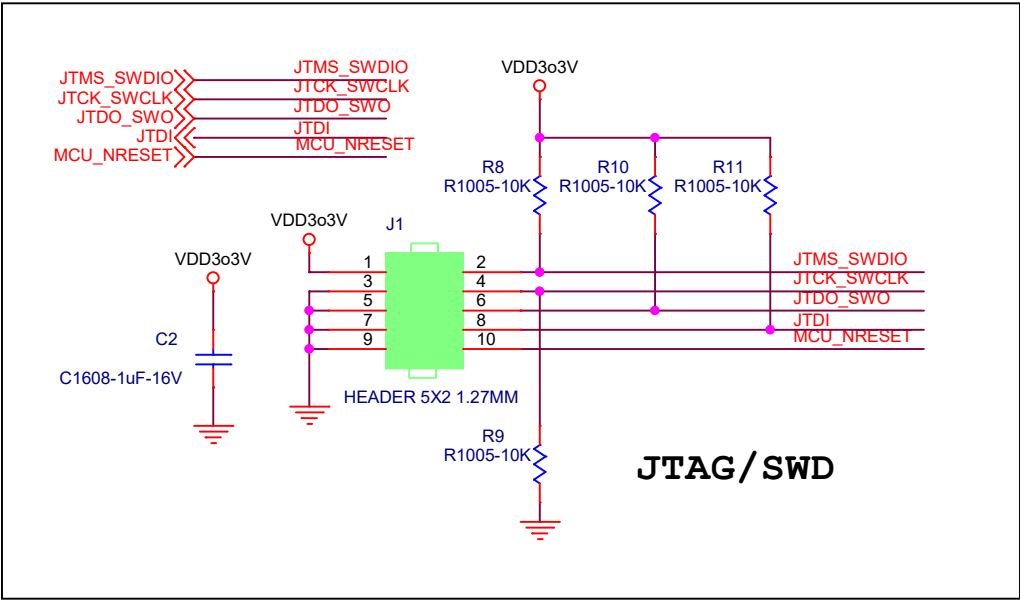 JTMS_SWDIO JTMS_SWDIO
JTCK_SWCLK JTCK_SWCLK
JTDO_SWO JTDO_SWO
JTDI JTDI
MCU_NRESET MCU_NRESET
VDD3o3V
R8
R1005-10K
R10
R1005-10K
R11
R1005-10K
VDD3o3V
J1
VDD3o3V
1 2 JTMS_SWDIO
3 4 JTCK_SWCLK
5 6 JTDO_SWO
7 8 JTDI
9 10 MCU_NRESET
C2
C1608-1uF-16V
HEADER 5X2 1.27MM
R9
R1005-10K
JTAG/SWD